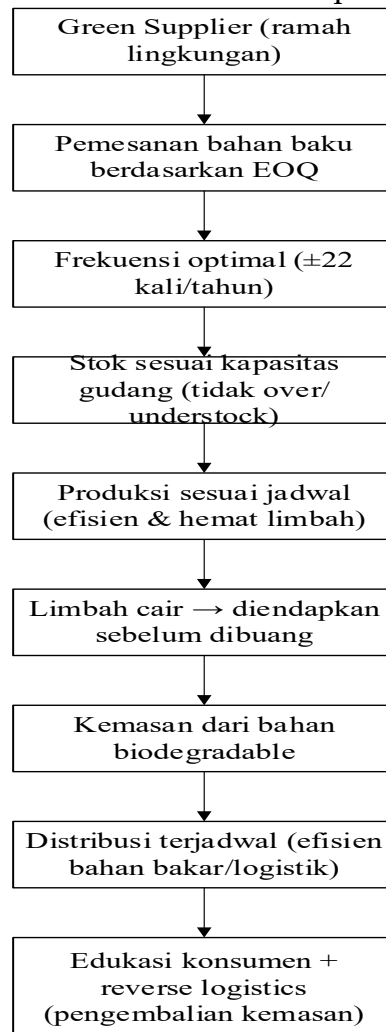 Green Supplier (ramah
lingkungan)
Pemesanan bahan baku
berdasarkan EOQ
Frekuensi optimal (±22
kali/tahun)
Stok sesuai kapasitas
gudang (tidak over/
understock)
Produksi sesuai jadwal
(efisien & hemat limbah)
Limbah cair → diendapkan
sebelum dibuang
Kemasan dari bahan
biodegradable
Distribusi terjadwal (efisien
bahan bakar/logistik)
Edukasi konsumen +
reverse logistics
(pengembalian kemasan)